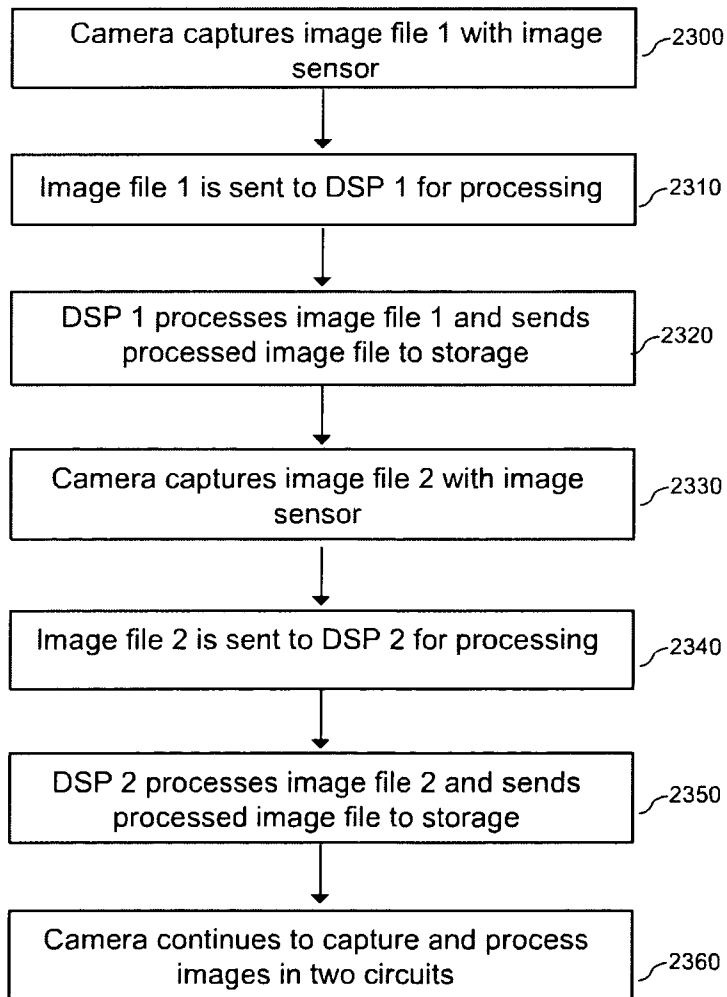 Camera captures image file 1 with image
sensor
2300
Image file 1 is sent to DSP 1 for processing
2310
DSP 1 processes image file 1 and sends
processed image file to storage
2320
Camera captures image file 2 with image
sensor
2330
Image file 2 is sent to DSP 2 for processing
2340
DSP 2 processes image file 2 and sends
processed image file to storage
2350
Camera continues to capture and process
images in two circuits
2360